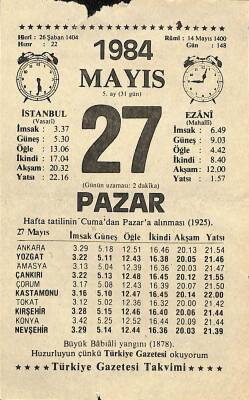 Hicrî : 26 Şaban 1404
Hızır : 22
1984
Rûmî : 14 Mayıs 1400
Gün : 148
MAYIS
5. ay (31 gün)
İSTANBUL
(Vasatî)
İmsak : 3.37
Güneş : 5.30
Öğle : 13.06
İkindi : 17.04
Akşam : 20.32
Yatsı : 22.16
27
EZÂNÎ
(Mahallî)
İmsak : 6.49
Güneş : 9.03
Öğle : 4.42
İkindi : 8.40
Akşam : 12.00
Yatsı : 1.57
(Günün uzaması: 2 dakika)
PAZAR
Hafta tatilinin Cuma'dan Pazar'a alınması (1925).
27 Mayıs İmsak Güneş Öğle İkindi Akşam Yatsı
ANKARA 3.29 5.18 12.51 16.46 20.13 21.54
YOZGAT 3.22 5.11 12.43 16.38 20.05 21.46
AMASYA 3.13 5.04 12.39 16.36 20.05 21.47
ÇANKIRI 3.22 5.13 12.48 16.45 20.12 21.55
ÇORUM 3.17 5.08 12.43 16.39 20.07 21.50
KASTAMONU 3.16 5.10 12.47 16.45 20.14 22.00
TOKAT 3.12 5.02 12.36 16.32 20.00 21.42
KIRŞEHİR 3.28 5.15 12.46 16.40 20.06 21.44
KONYA 3.42 5.25 12.52 16.44 20.09 21.44
NEVŞEHİR 3.29 5.14 12.44 16.36 20.03 21.39
Büyük Bâbıâli yangını (1878).
Huzurluyun çünkü Türkiye Gazetesi okuyorum
★ Türkiye Gazetesi Takvimi ★